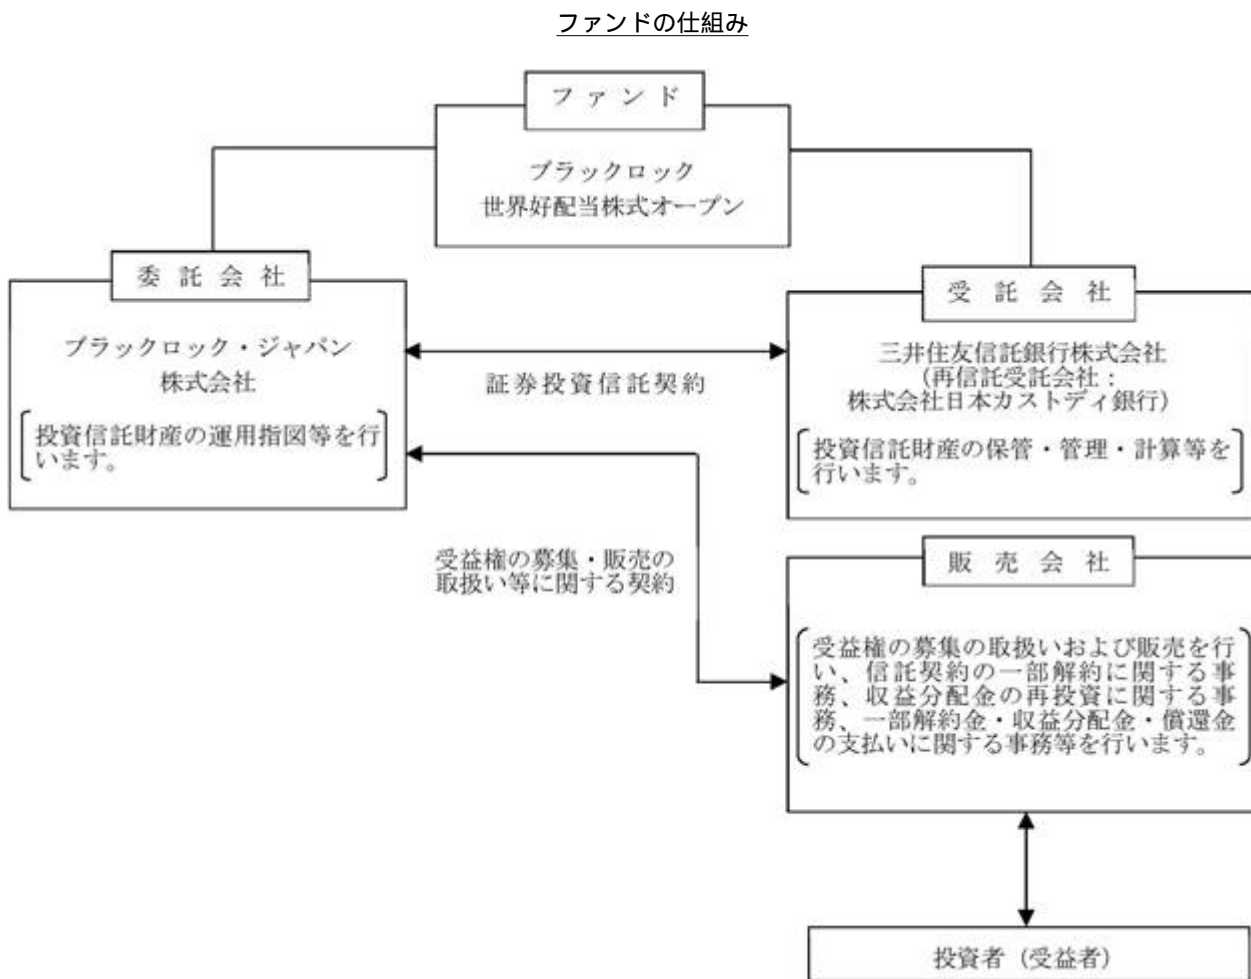 ファンドの仕組み
ファンド
ブラックロック
世界好配当株式オープン
委託会社
ブラックロック・ジャパン
株式会社
投資信託財産の運用指図等を行
います。
証券投資信託契約
受託会社
三井住友信託銀行株式会社
(再信託受託会社:
株式会社日本カストディ銀行)
投資信託財産の保管・管理・計算等を
行います。
受益権の募集・販売の
取扱い等に関する契約
販売会社
受益権の募集の取扱いおよび販売を行
い、信託契約の一部解約に関する事
務、収益分配金の再投資に関する事
務、一部解約金・収益分配金・償還金
の支払いに関する事務等を行います。
投資者(受益者)